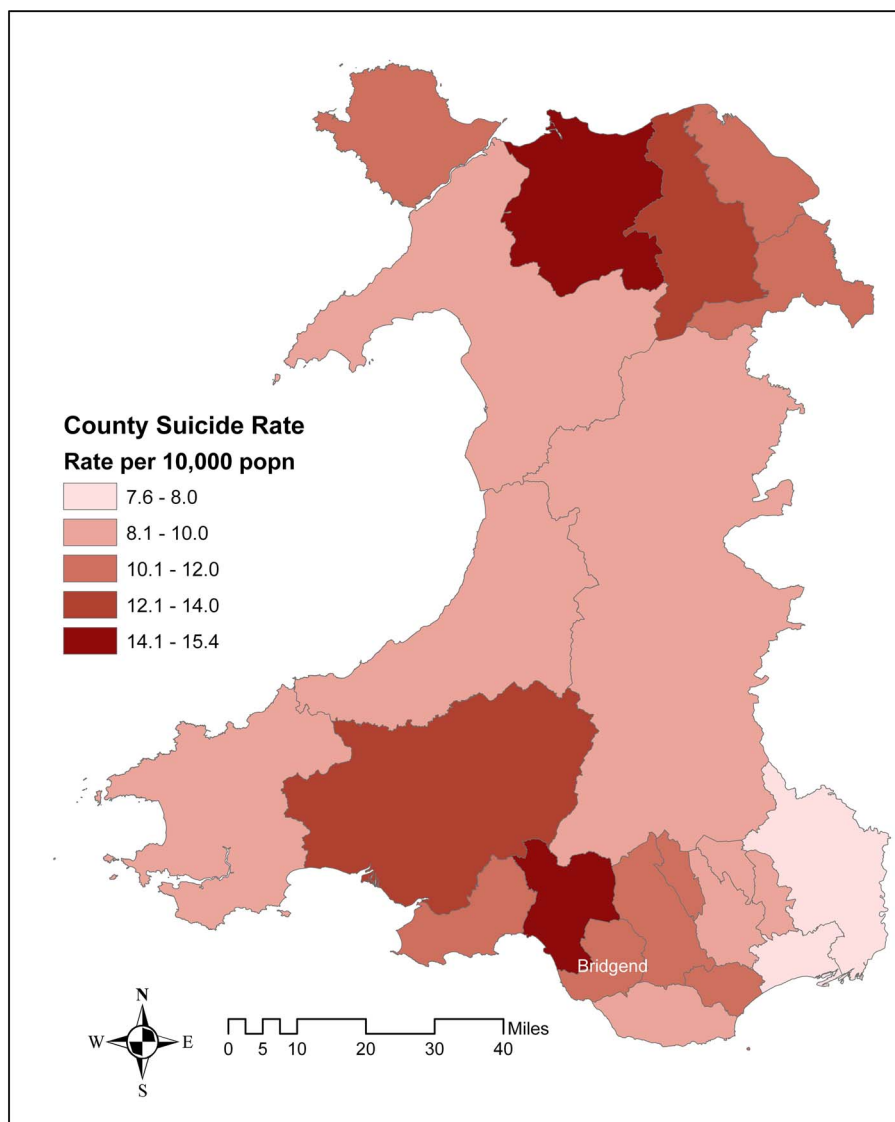 County Suicide Rate
Rate per 10,000 popn
7.6 - 8.0
8.1 - 10.0
10.1 - 12.0
12.1 - 14.0
14.1 - 15.4
Bridgend
N
W E
S
Miles
0 5 10 20 30 40